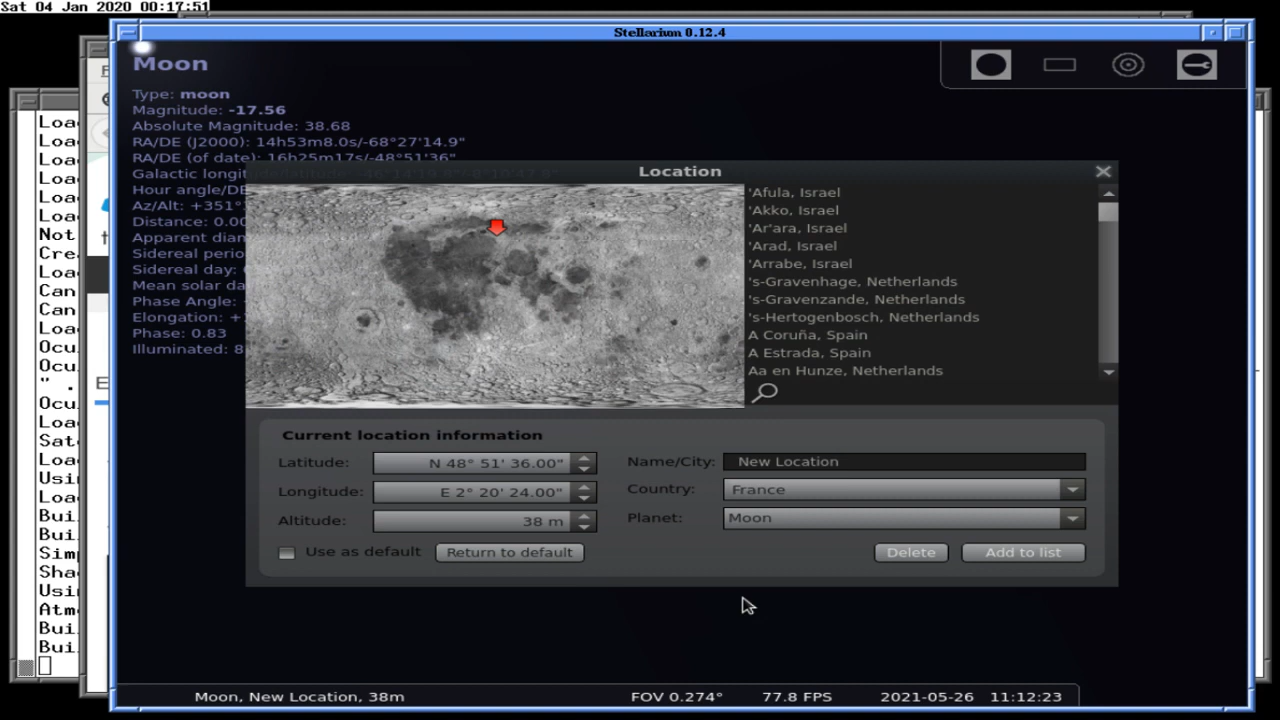 Sat 04 Jan 2020 00:17:51
Stellarium 0.12.4
Moon
Type: moon
Magnitude: -17.56
Absolute Magnitude: 38.68
RA/DE (J2000): 14h53m8.0s/-68°27'14.9"
RA/DE (of date): 16h25m17s/-48°51'36"
Galactic longit
Hour angle/DE
Az/Alt: +351°
Distance: 0.00
Apparent diam
Sidereal perio
Sidereal day:
Mean solar da
Phase Angle:
Elongation: +
Phase: 0.83
Illuminated: 8
Location
'Afula, Israel
'Akko, Israel
'Ar'ara, Israel
'Arad, Israel
'Arrabe, Israel
's-Gravenhage, Netherlands
's-Gravenzande, Netherlands
's-Hertogenbosch, Netherlands
A Coruña, Spain
A Estrada, Spain
Aa en Hunze, Netherlands
Current location information
Latitude: N 48° 51' 36.00"
Longitude: E 2° 20' 24.00"
Altitude: 38 m
Use as default
Return to default
Name/City: New Location
Country: France
Planet: Moon
Delete
Add to list
Moon, New Location, 38m
FOV 0.274°
77.8 FPS
2021-05-26 11:12:23
Loa
Loa
Loa
Loa
Loa
Loa
Not
Cre
Loa
Can
Can
Loa
Ocu
Ocu
" .
Ocu
Loa
Sat
Loa
Usi
Loa
Bui
Bui
Sim
Sha
Usi
Atm
Bui
Bui